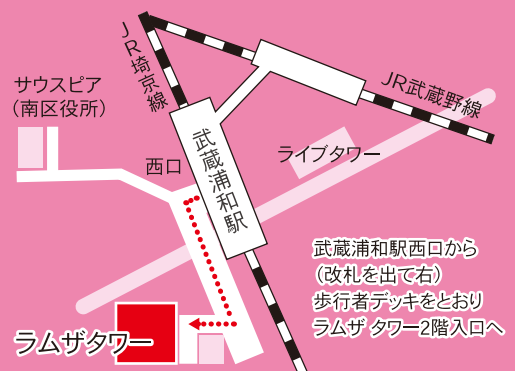 JR埼京線
JR武蔵野線
サウスピア
（南区役所）
西口
武蔵浦和駅
ライブタワー
武蔵浦和駅西口から
（改札を出て右）
歩行者デッキをとおり
ラムザ タワー2階入口へ
ラムザタワー